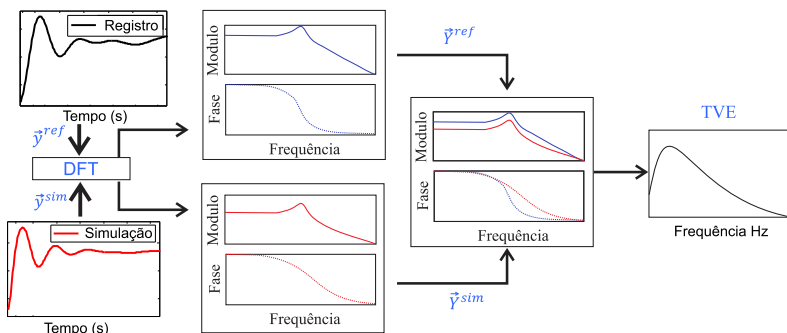 Registro
Tempo (s)
y⃗^ref
DFT
y⃗^sim
Simulação
Tempo (s)
Modulo
Fase
Frequência
Modulo
Fase
Frequência
Y⃗^ref
Modulo
Fase
Frequência
Y⃗^sim
TVE
Frequência Hz